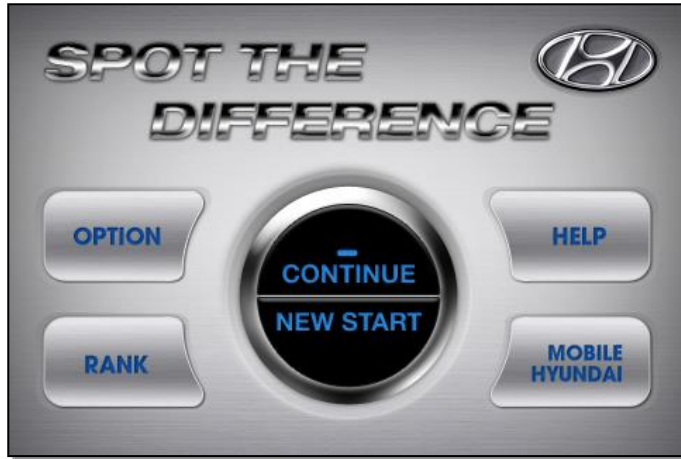 SPOT THE
DIFFERENCE
OPTION
CONTINUE
HELP
NEW START
RANK
MOBILE
HYUNDAI